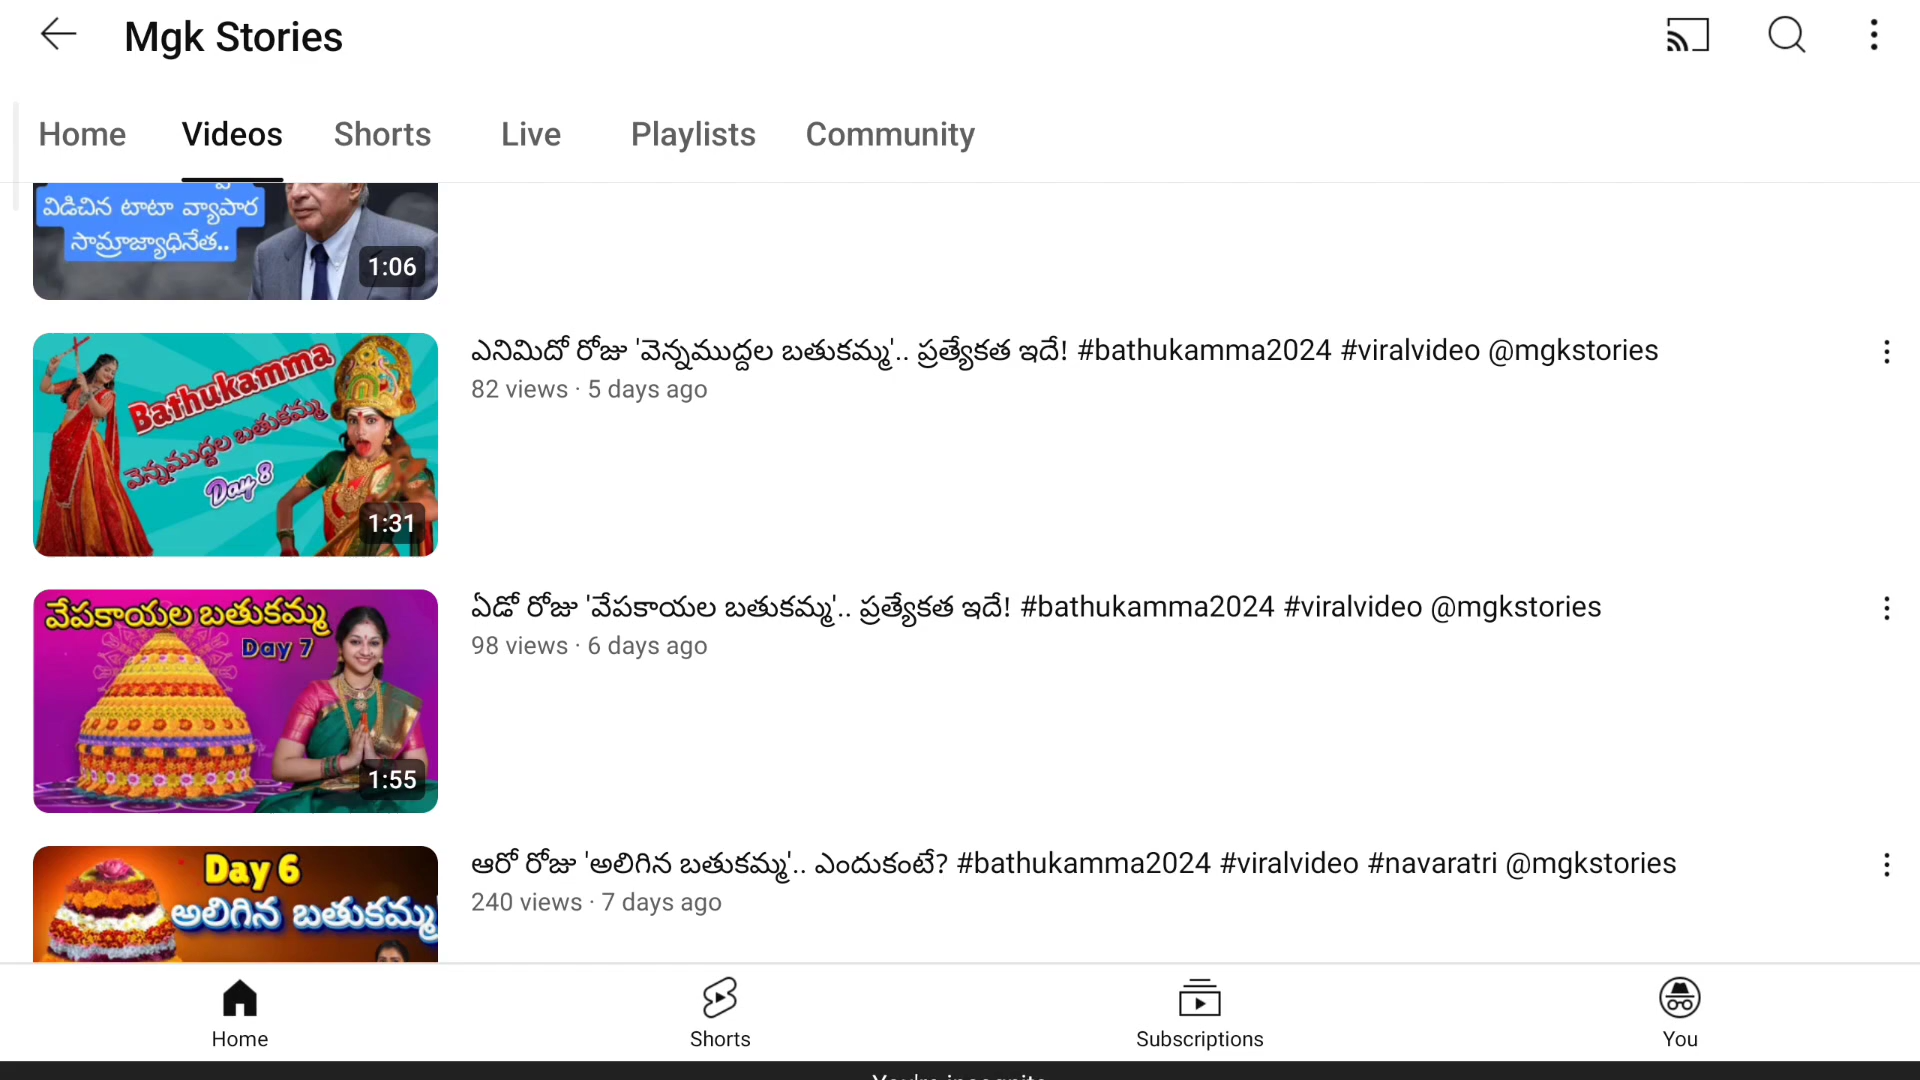 Mgk Stories
Home
Videos
Shorts
Live
Playlists
Community
విడిచిన టాటా వ్యాపార
సామ్రాజ్యాధినేత..
1:06
Bathukamma
వెన్నముద్దల బతుకమ్మ
Day 8
1:31
ఎనిమిదో రోజు 'వెన్నముద్దల బతుకమ్మ'.. ప్రత్యేకత ఇదే! #bathukamma2024 #viralvideo @mgkstories
82 views · 5 days ago
వేపకాయల బతుకమ్మ
Day 7
1:55
ఏడో రోజు 'వేపకాయల బతుకమ్మ'.. ప్రత్యేకత ఇదే! #bathukamma2024 #viralvideo @mgkstories
98 views · 6 days ago
Day 6
అలిగిన బతుకమ్మ
ఆరో రోజు 'అలిగిన బతుకమ్మ'.. ఎందుకంటే? #bathukamma2024 #viralvideo #navaratri @mgkstories
240 views · 7 days ago
Home
Shorts
Subscriptions
You
You're incognito